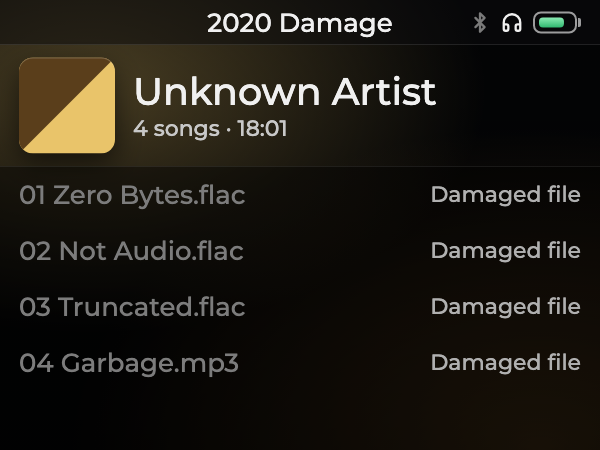 2020 Damage
Unknown Artist
4 songs · 18:01
01 Zero Bytes.flac Damaged file
02 Not Audio.flac Damaged file
03 Truncated.flac Damaged file
04 Garbage.mp3 Damaged file